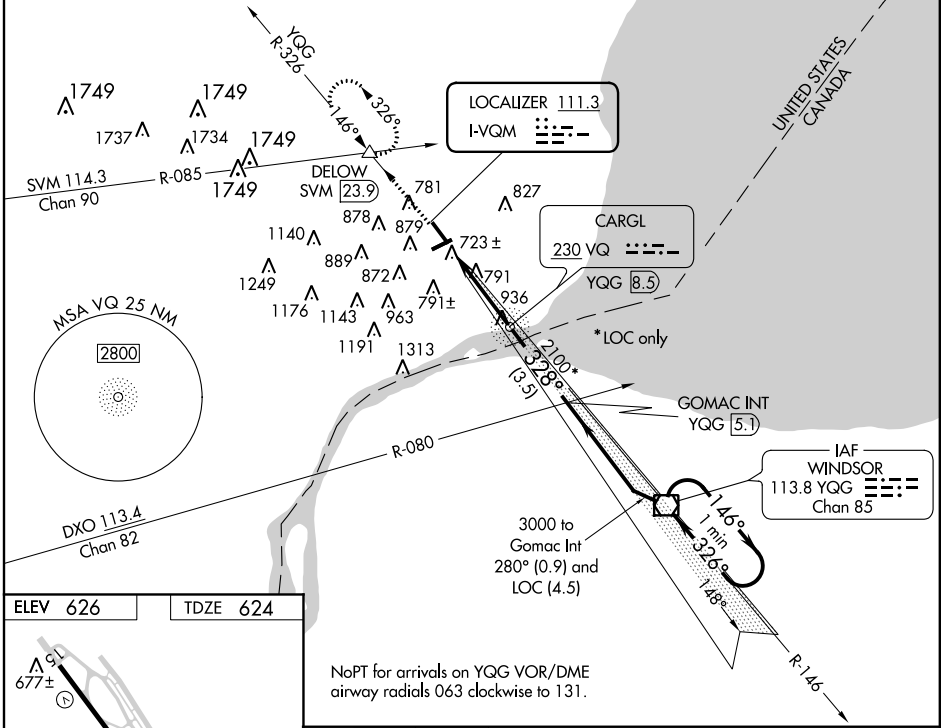 YQG
R-326
146°
326°
1749
1749
1737
1734
1749
1749
SVM 114.3
Chan 90
R-085
DELOW
SVM 23.9
LOCALIZER 111.3
I-VQM
UNITED STATES
CANADA
781
827
878
879
1140
889
723 ±
872
791
1249
791±
936
1176
1143
963
1191
1313
CARGL
230 VQ
YQG 8.5
*LOC only
MSA VQ 25 NM
2800
2100*
328°
(3.5)
GOMAC INT
YQG 5.1
R-080
DXO 113.4
Chan 82
IAF
WINDSOR
113.8 YQG
Chan 85
3000 to
Gomac Int
280° (0.9) and
LOC (4.5)
146°
1 min
326°
148°
R-146
ELEV 626
TDZE 624
15
677±
V
NoPT for arrivals on YQG VOR/DME
airway radials 063 clockwise to 131.